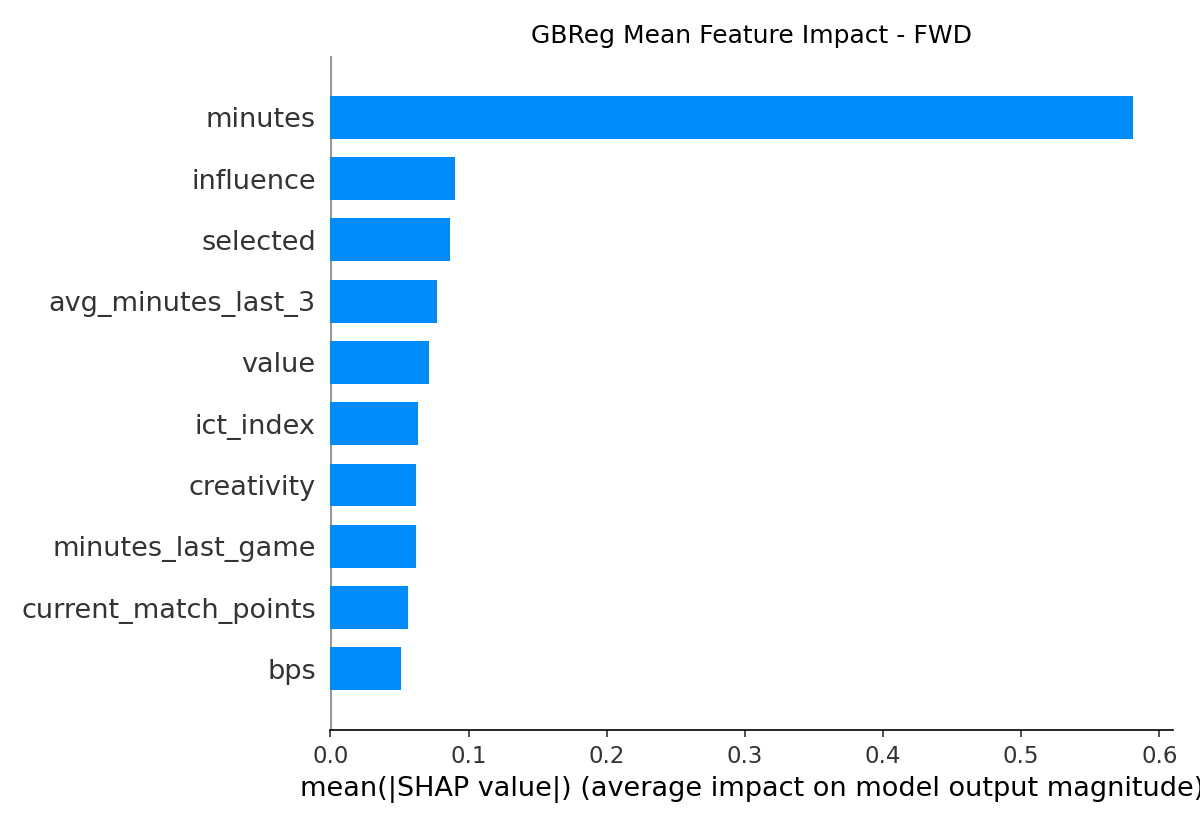 GBReg Mean Feature Impact - FWD
minutes
influence
selected
avg_minutes_last_3
value
ict_index
creativity
minutes_last_game
current_match_points
bps
0.0 0.1 0.2 0.3 0.4 0.5 0.6
mean(|SHAP value|) (average impact on model output magnitude)